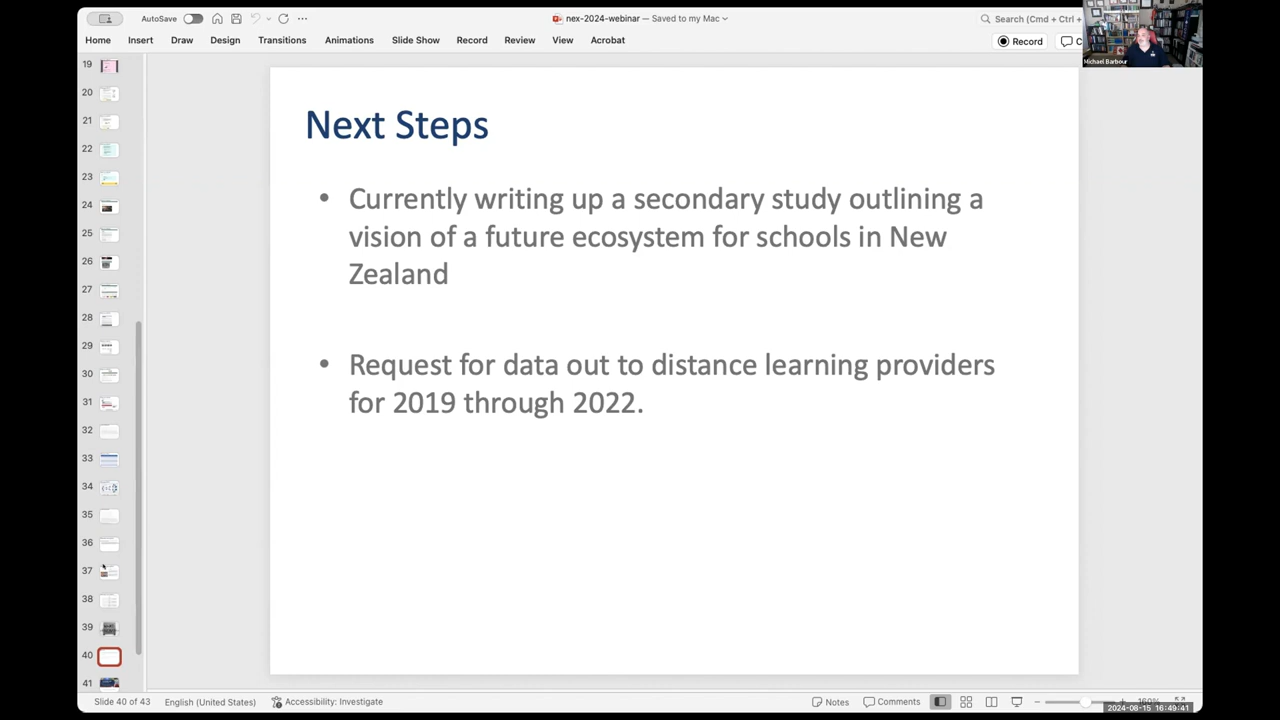 AutoSave
nex-2024-webinar — Saved to my Mac
Search (Cmd + Ctrl +
Home Insert Draw Design Transitions Animations Slide Show Record Review View Acrobat
Record
C
Michael Barbour
19
20
21
22
23
24
25
26
27
28
29
30
31
32
33
34
35
36
37
38
39
40
41
Next Steps
• Currently writing up a secondary study outlining a
vision of a future ecosystem for schools in New
Zealand
• Request for data out to distance learning providers
for 2019 through 2022.
Slide 40 of 43 English (United States) Accessibility: Investigate Notes Comments
2024-08-15 16:49:41